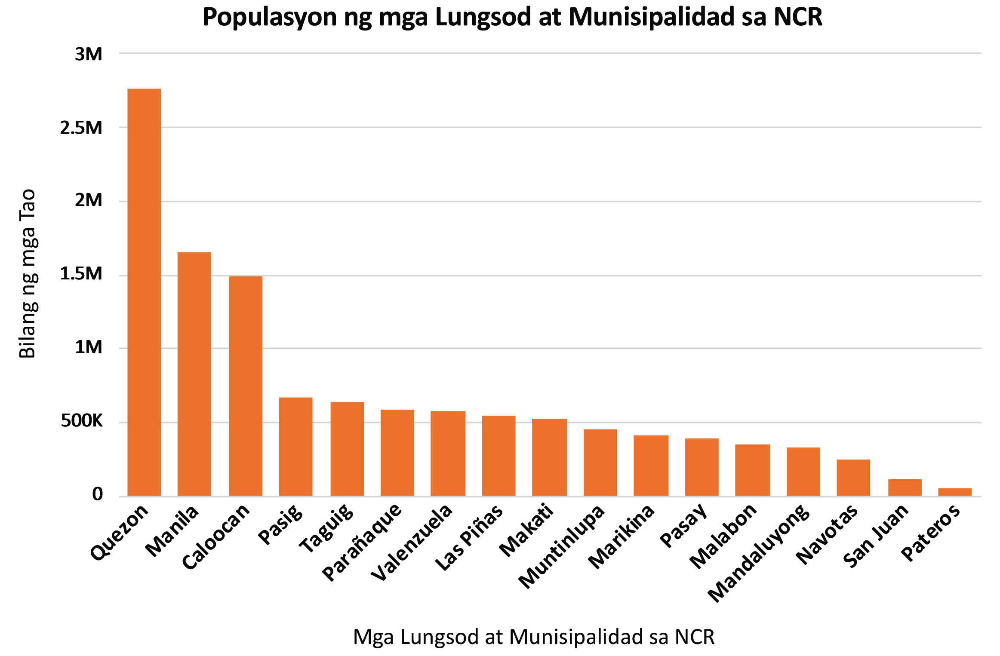 Populasyon ng mga Lungsod at Munisipalidad sa NCR
3M
2.5M
2M
1.5M
1M
500K
0
Bilang ng mga Tao
Quezon
Manila
Caloocan
Pasig
Taguig
Parañaque
Valenzuela
Las Piñas
Makati
Muntinlupa
Marikina
Pasay
Malabon
Mandaluyong
Navotas
San Juan
Pateros
Mga Lungsod at Munisipalidad sa NCR